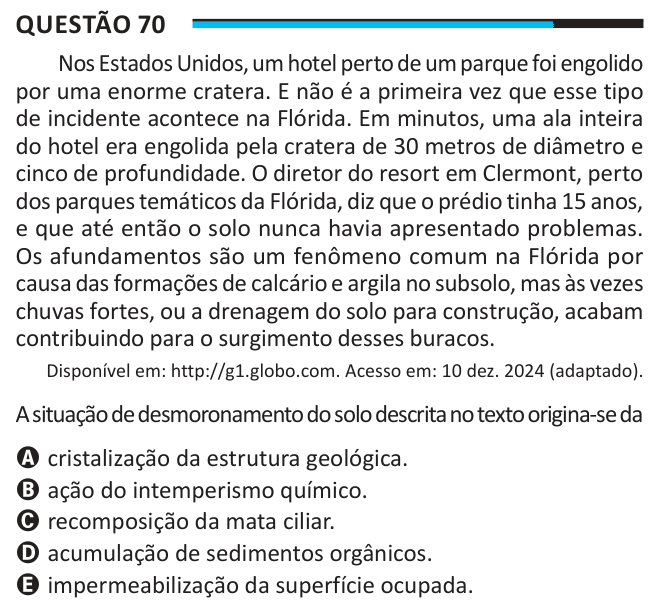 QUESTÃO 70
Nos Estados Unidos, um hotel perto de um parque foi engolido
por uma enorme cratera. E não é a primeira vez que esse tipo
de incidente acontece na Flórida. Em minutos, uma ala inteira
do hotel era engolida pela cratera de 30 metros de diâmetro e
cinco de profundidade. O diretor do resort em Clermont, perto
dos parques temáticos da Flórida, diz que o prédio tinha 15 anos,
e que até então o solo nunca havia apresentado problemas.
Os afundamentos são um fenômeno comum na Flórida por
causa das formações de calcário e argila no subsolo, mas às vezes
chuvas fortes, ou a drenagem do solo para construção, acabam
contribuindo para o surgimento desses buracos.
Disponível em: http://g1.globo.com. Acesso em: 10 dez. 2024 (adaptado).
A situação de desmoronamento do solo descrita no texto origina-se da
A cristalização da estrutura geológica.
B ação do intemperismo químico.
C recomposição da mata ciliar.
D acumulação de sedimentos orgânicos.
E impermeabilização da superfície ocupada.